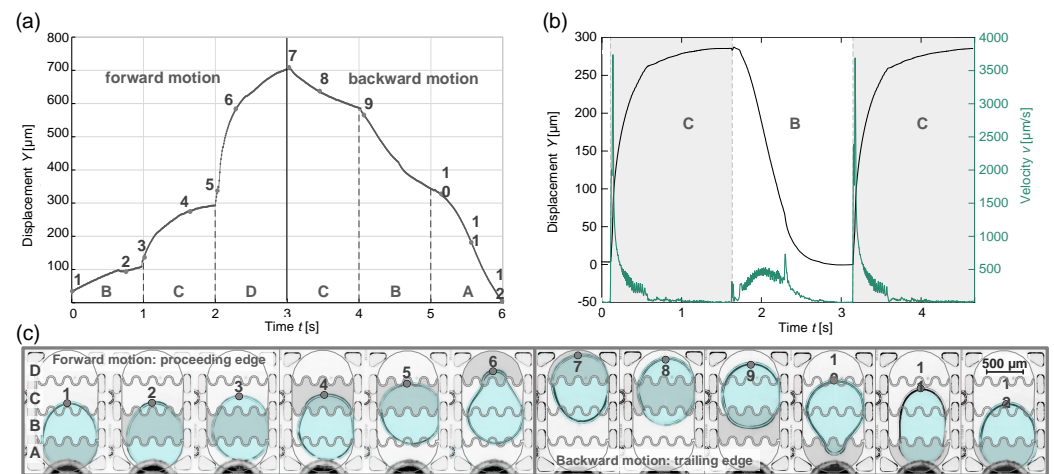 (a)
800
700
600
500
400
300
200
100
Displacement Y [µm]
forward motion
backward motion
1
2
3
4
5
6
7
8
9
1
0
1
1
1
2
B
C
D
C
B
A
0
1
2
3
4
5
6
Time t [s]
(b)
300
250
200
150
100
50
0
-50
Displacement Y [µm]
C
B
C
4000
3500
3000
2500
2000
1500
1000
500
Velocity v [µm/s]
0
1
2
3
4
Time t [s]
(c)
Forward motion: proceeding edge
D
C
B
A
1
2
3
4
5
6
7
8
9
1
0
1
1
1
2
500 µm
Backward motion: trailing edge